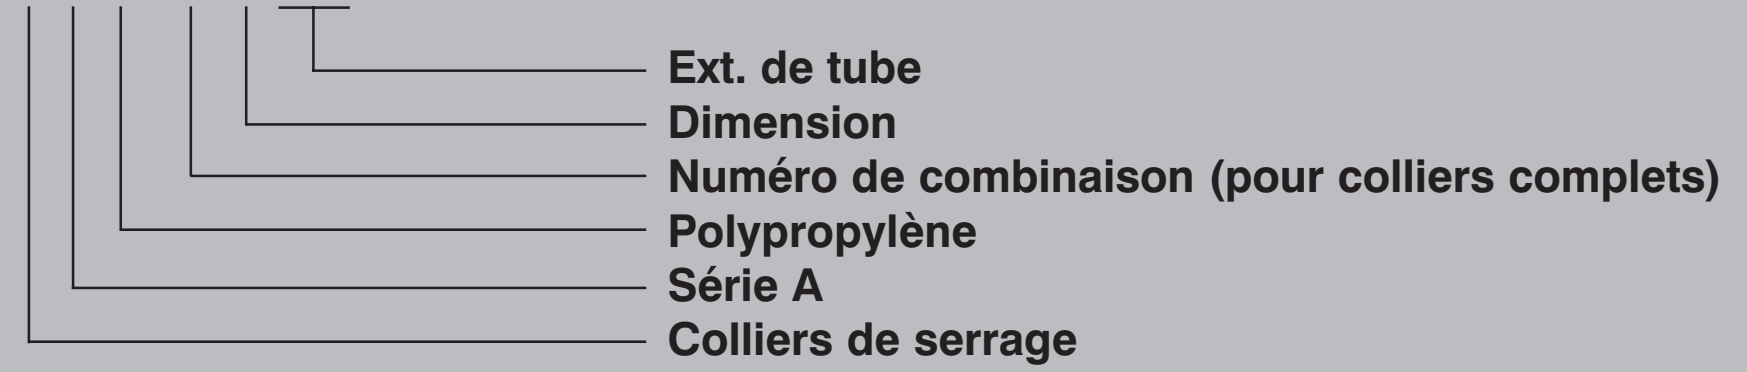 Ext. de tube
Dimension
Numéro de combinaison (pour colliers complets)
Polypropylène
Série A
Colliers de serrage